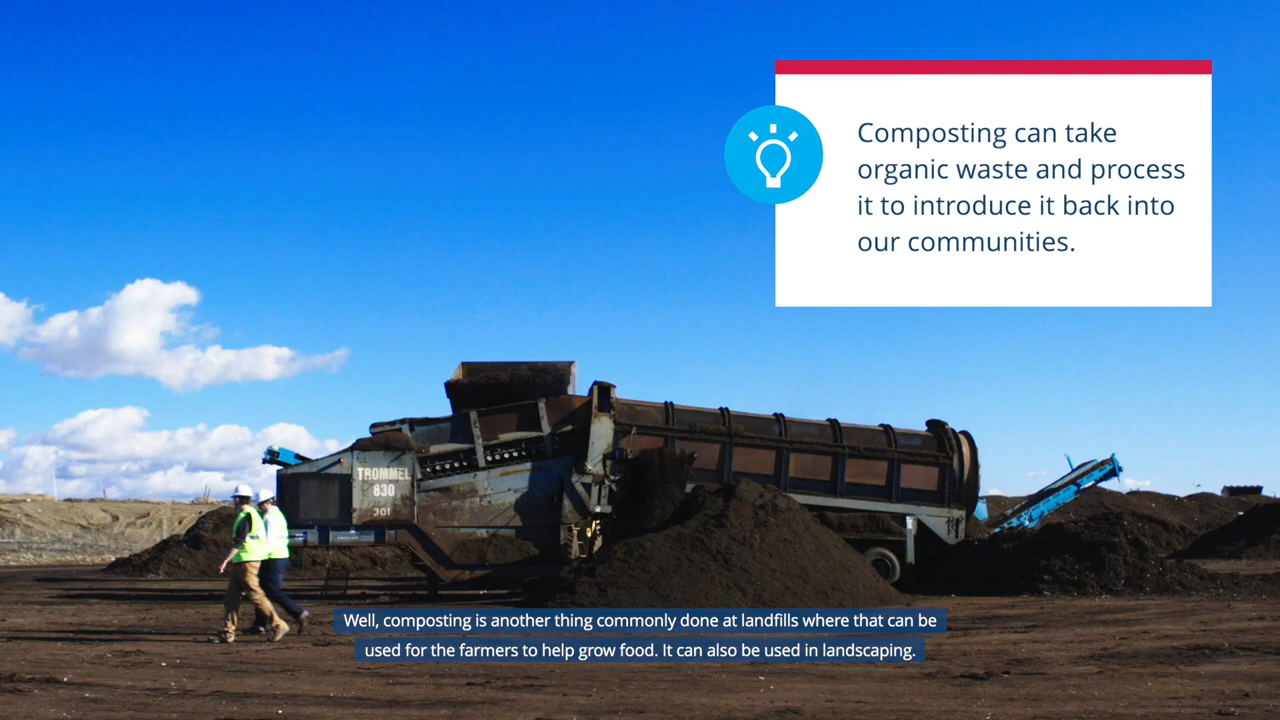 Composting can take
organic waste and process
it to introduce it back into
our communities.
TROMMEL
830
301
Well, composting is another thing commonly done at landfills where that can be
used for the farmers to help grow food. It can also be used in landscaping.